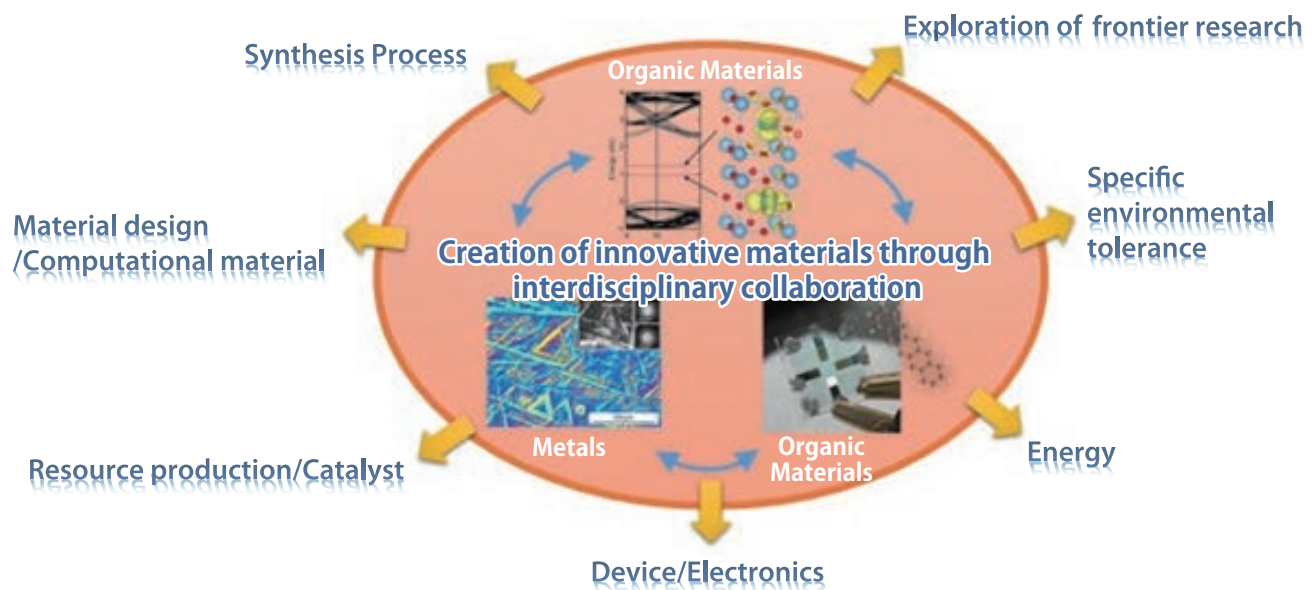 Exploration of frontier research
Synthesis Process
Organic Materials
Specific
environmental
tolerance
Material design
/Computational material
Creation of innovative materials through
interdisciplinary collaboration
Metals
Organic
Materials
Energy
Resource production/Catalyst
Device/Electronics